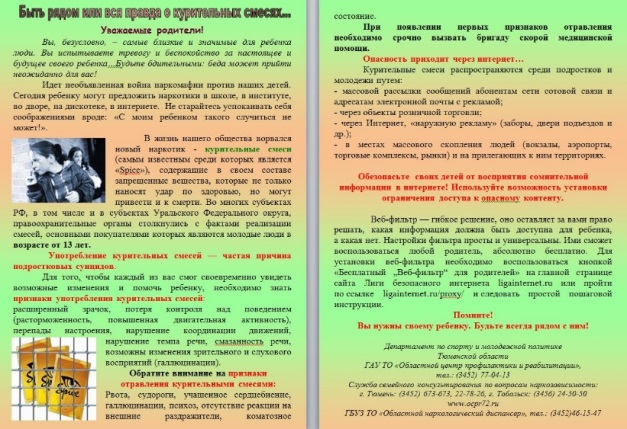 Быть рядом или вся правда о курительных смесях...
Уважаемые родители!
Вы, безусловно, – самые близкие и значимые для ребенка
люди. Вы испытываете тревогу и беспокойство за настоящее и
будущее своего ребенка,,,Будьте бдительными: беда может прийти
неожиданно для вас!
Идет необъявленная война наркомафии против наших детей.
Сегодня ребенку могут предложить наркотики в школе, в институте,
во дворе, на дискотеке, в интернете. Не старайтесь успокаивать себя
соображениями вроде: «С моим ребенком такого случиться не
может!».
В жизнь нашего общества ворвался
новый наркотик - курительные смеси
(самым известным среди которых является
«Spice»), содержащие в своем составе
запрещенные вещества, которые не только
наносят удар по здоровью, но могут
привести и к смерти. Во многих субъектах
РФ, в том числе и в субъектах Уральского Федерального округа,
правоохранительные органы столкнулись с фактами реализации
смесей, основными покупателями которых являются молодые люди в
возрасте от 13 лет.
Употребление курительных смесей — частая причина
подростковых суицидов.
Для того, чтобы каждый из вас смог своевременно увидеть
возможные изменения и помочь ребенку, необходимо знать
признаки употребления курительных смесей:
расширенный зрачок, потеря контроля над поведением
(расторможенность, повышенная двигательная активность),
перепады настроения, нарушение координации движений,
нарушение темпа речи, смазанность речи,
возможны изменения зрительного и слухового
восприятий (галлюцинации).
Обратите внимание на признаки
отравления курительными смесями:
Рвота, судороги, учащенное сердцебиение,
галлюцинации, психоз, отсутствие реакции на
внешние раздражители, коматозное
Spice
состояние.
При появлении первых признаков отравления
необходимо срочно вызвать бригаду скорой медицинской
помощи.
Опасность приходит через интернет…
Курительные смеси распространяются среди подростков и
молодежи путем:
- массовой рассылки сообщений абонентам сети сотовой связи и
адресатам электронной почты с рекламой;
- через объекты розничной торговли;
- через Интернет, «наружную рекламу» (заборы, двери подъездов и
др.);
- в местах массового скопления людей (вокзалы, аэропорты,
торговые комплексы, рынки) и на прилегающих к ним территориях.
Обезопасьте своих детей от восприятия сомнительной
информации в интернете! Используйте возможность установки
ограничения доступа к опасному контенту.
Веб-фильтр — гибкое решение, оно оставляет за вами право
решать, какая информация должна быть доступна для ребенка,
а какая нет. Настройки фильтра просты и универсальны. Ими сможет
воспользоваться любой родитель, абсолютно бесплатно. Для
установки веб-фильтра необходимо воспользоваться кнопкой
«Бесплатный „Веб-фильтр“ для родителей» на главной странице
сайта Лиги безопасного интернета ligainternet.ru или пройти
по ссылке ligainternet.ru/proxy/ и следовать простой пошаговой
инструкции.
Помните!
Вы нужны своему ребенку. Будьте всегда рядом с ним!
Департамент по спорту и молодежной политике
Тюменской области
ГАУ ТО «Областной центр профилактики и реабилитации»,
тел.: (3452) 77-04-13
Служба семейного консультирования по вопросам наркозависимости:
г. Тюмень: (3452) 673-673, 22-78-26, г. Тобольск: (3456) 24-50-50
www.ocpr72.ru
ГБУЗ ТО «Областной наркологический диспансер», тел.: (3452)46-15-47